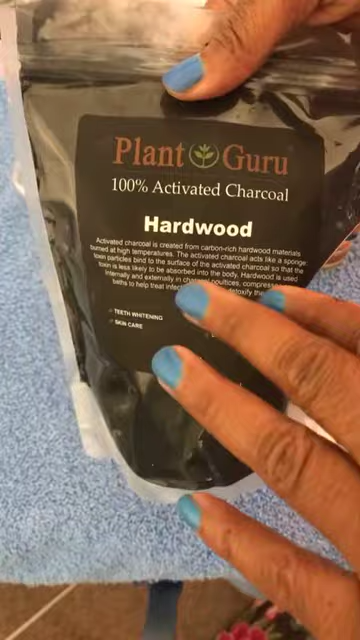 Plant Guru
100% Activated Charcoal
Hardwood
Activated charcoal is created from carbon-rich hardwood materials
burned at high temperatures. The activated charcoal acts like a sponge:
toxin particles bind to the surface of the activated charcoal so that the
toxin is less likely to be absorbed into the body. Hardwood is used
internally and externally in poultices,
baths to help treat detoxify the
TEETH WHITENING
SKIN CARE